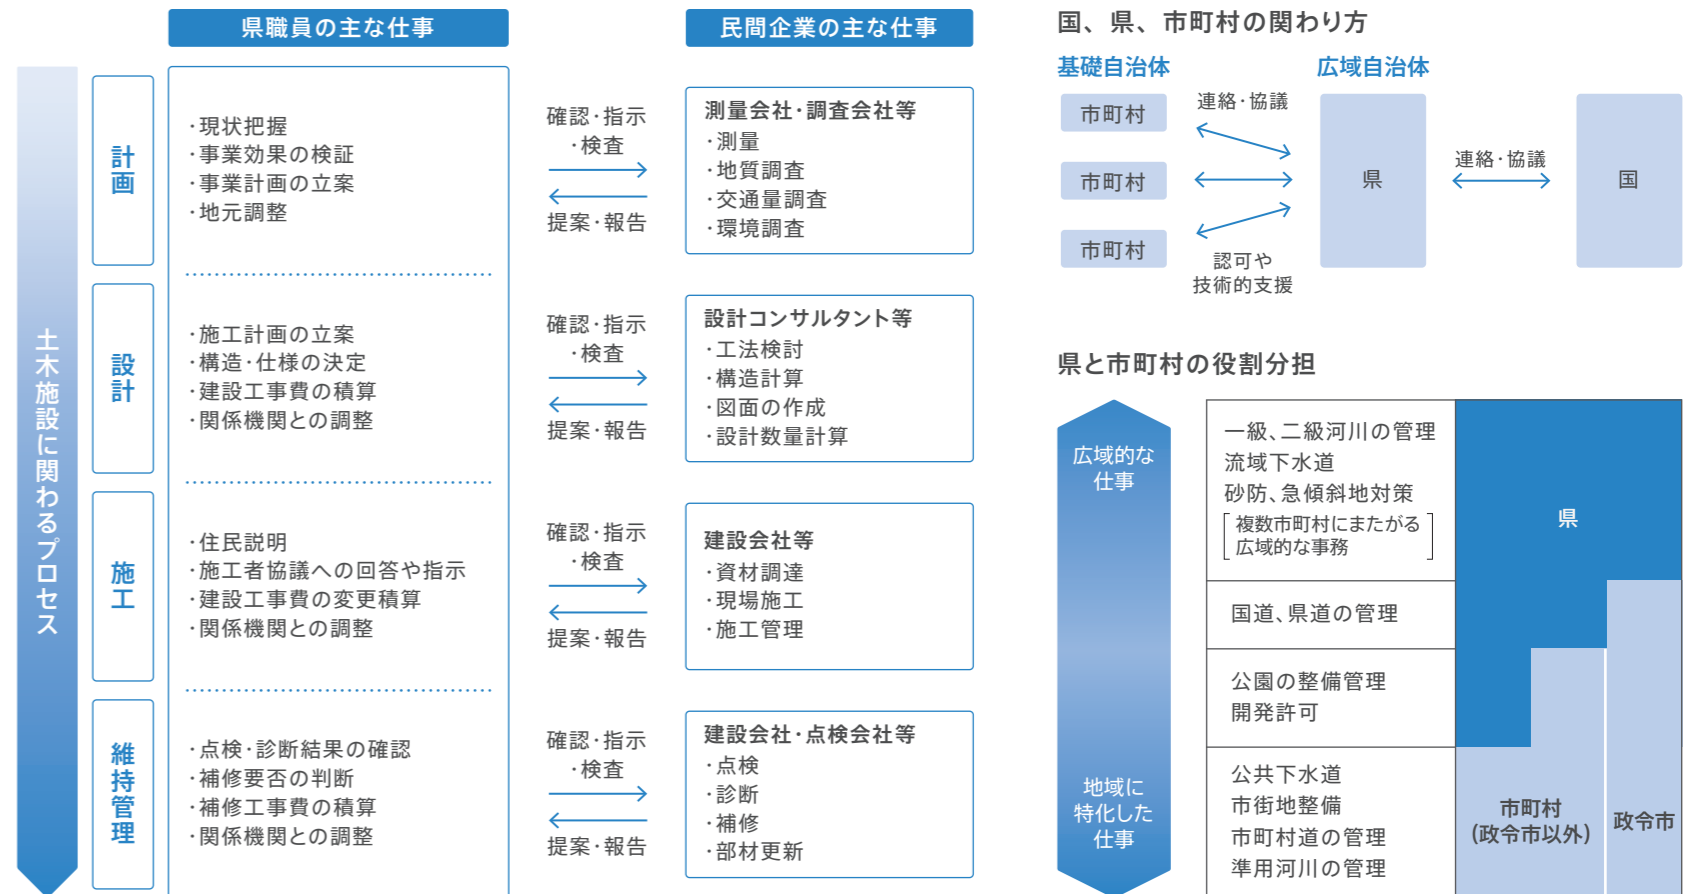 県職員の主な仕事
民間企業の主な仕事
土木施設に関わるプロセス
計画
・現状把握
・事業効果の検証
・事業計画の立案
・地元調整
確認・指示
・検査
提案・報告
測量会社・調査会社等
・測量
・地質調査
・交通量調査
・環境調査
設計
・施工計画の立案
・構造・仕様の決定
・建設工事費の積算
・関係機関との調整
確認・指示
・検査
提案・報告
設計コンサルタント等
・工法検討
・構造計算
・図面の作成
・設計数量計算
施工
・住民説明
・施工者協議への回答や指示
・建設工事費の変更積算
・関係機関との調整
確認・指示
・検査
提案・報告
建設会社等
・資材調達
・現場施工
・施工管理
維持管理
・点検・診断結果の確認
・補修要否の判断
・補修工事費の積算
・関係機関との調整
確認・指示
・検査
提案・報告
建設会社・点検会社等
・点検
・診断
・補修
・部材更新
国、県、市町村の関わり方
基礎自治体
広域自治体
市町村
市町村
市町村
連絡・協議
認可や
技術的支援
県
連絡・協議
国
県と市町村の役割分担
広域的な
仕事
地域に
特化した
仕事
一級、二級河川の管理
流域下水道
砂防、急傾斜地対策
[複数市町村にまたがる
広域的な事務]
国道、県道の管理
公園の整備管理
開発許可
公共下水道
市街地整備
市町村道の管理
準用河川の管理
県
市町村
(政令市以外)
政令市